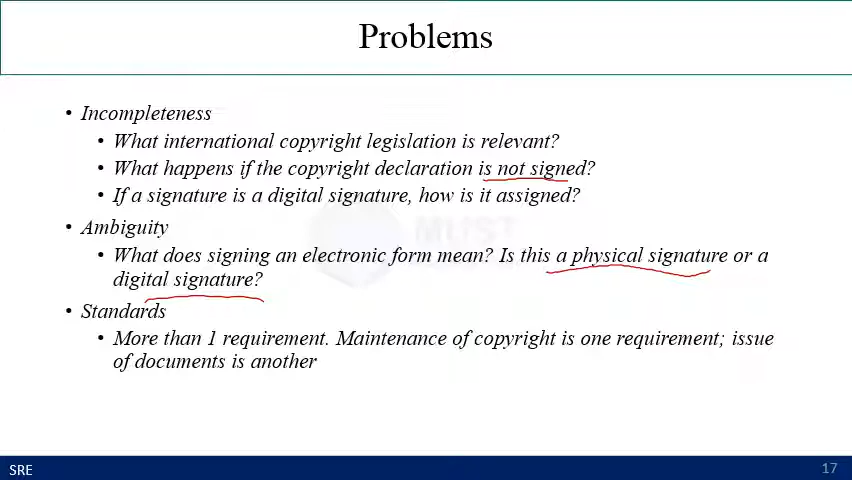 Problems
• Incompleteness
• What international copyright legislation is relevant?
• What happens if the copyright declaration is not signed?
• If a signature is a digital signature, how is it assigned?
• Ambiguity
• What does signing an electronic form mean? Is this a physical signature or a
digital signature?
• Standards
• More than 1 requirement. Maintenance of copyright is one requirement; issue
of documents is another
MUST
SRE
17